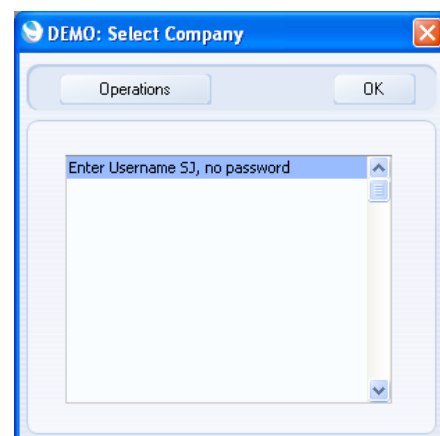 DEMO: Select Company
Operations
OK
Enter Username SJ, no password